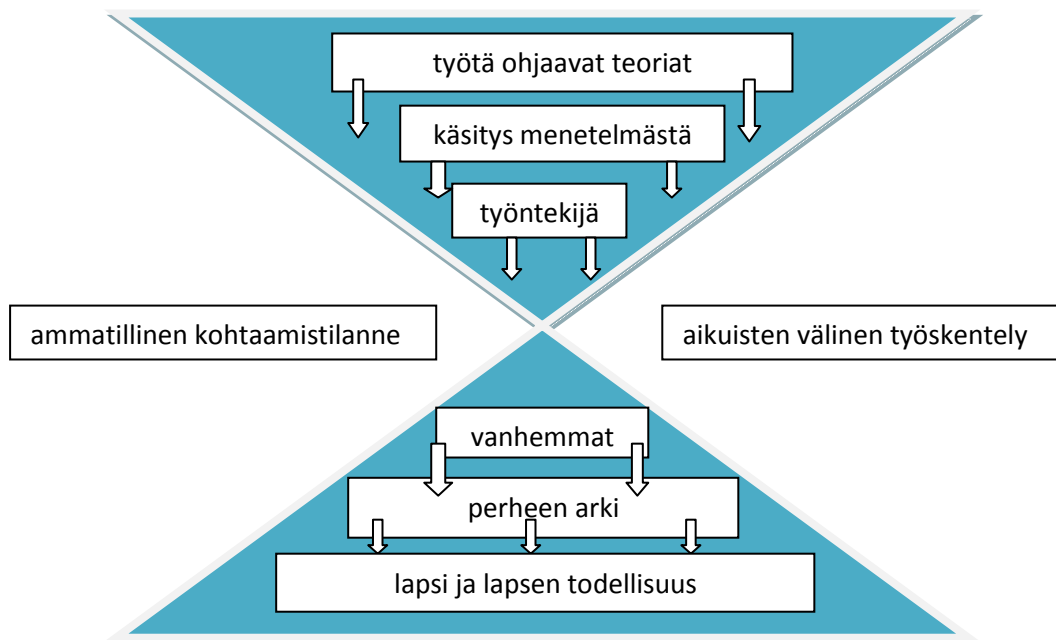 työtä ohjaavat teoriat
käsitys menetelmästä
työntekijä
ammatillinen kohtaamistilanne
aikuisten välinen työskentely
vanhemmat
perheen arki
lapsi ja lapsen todellisuus